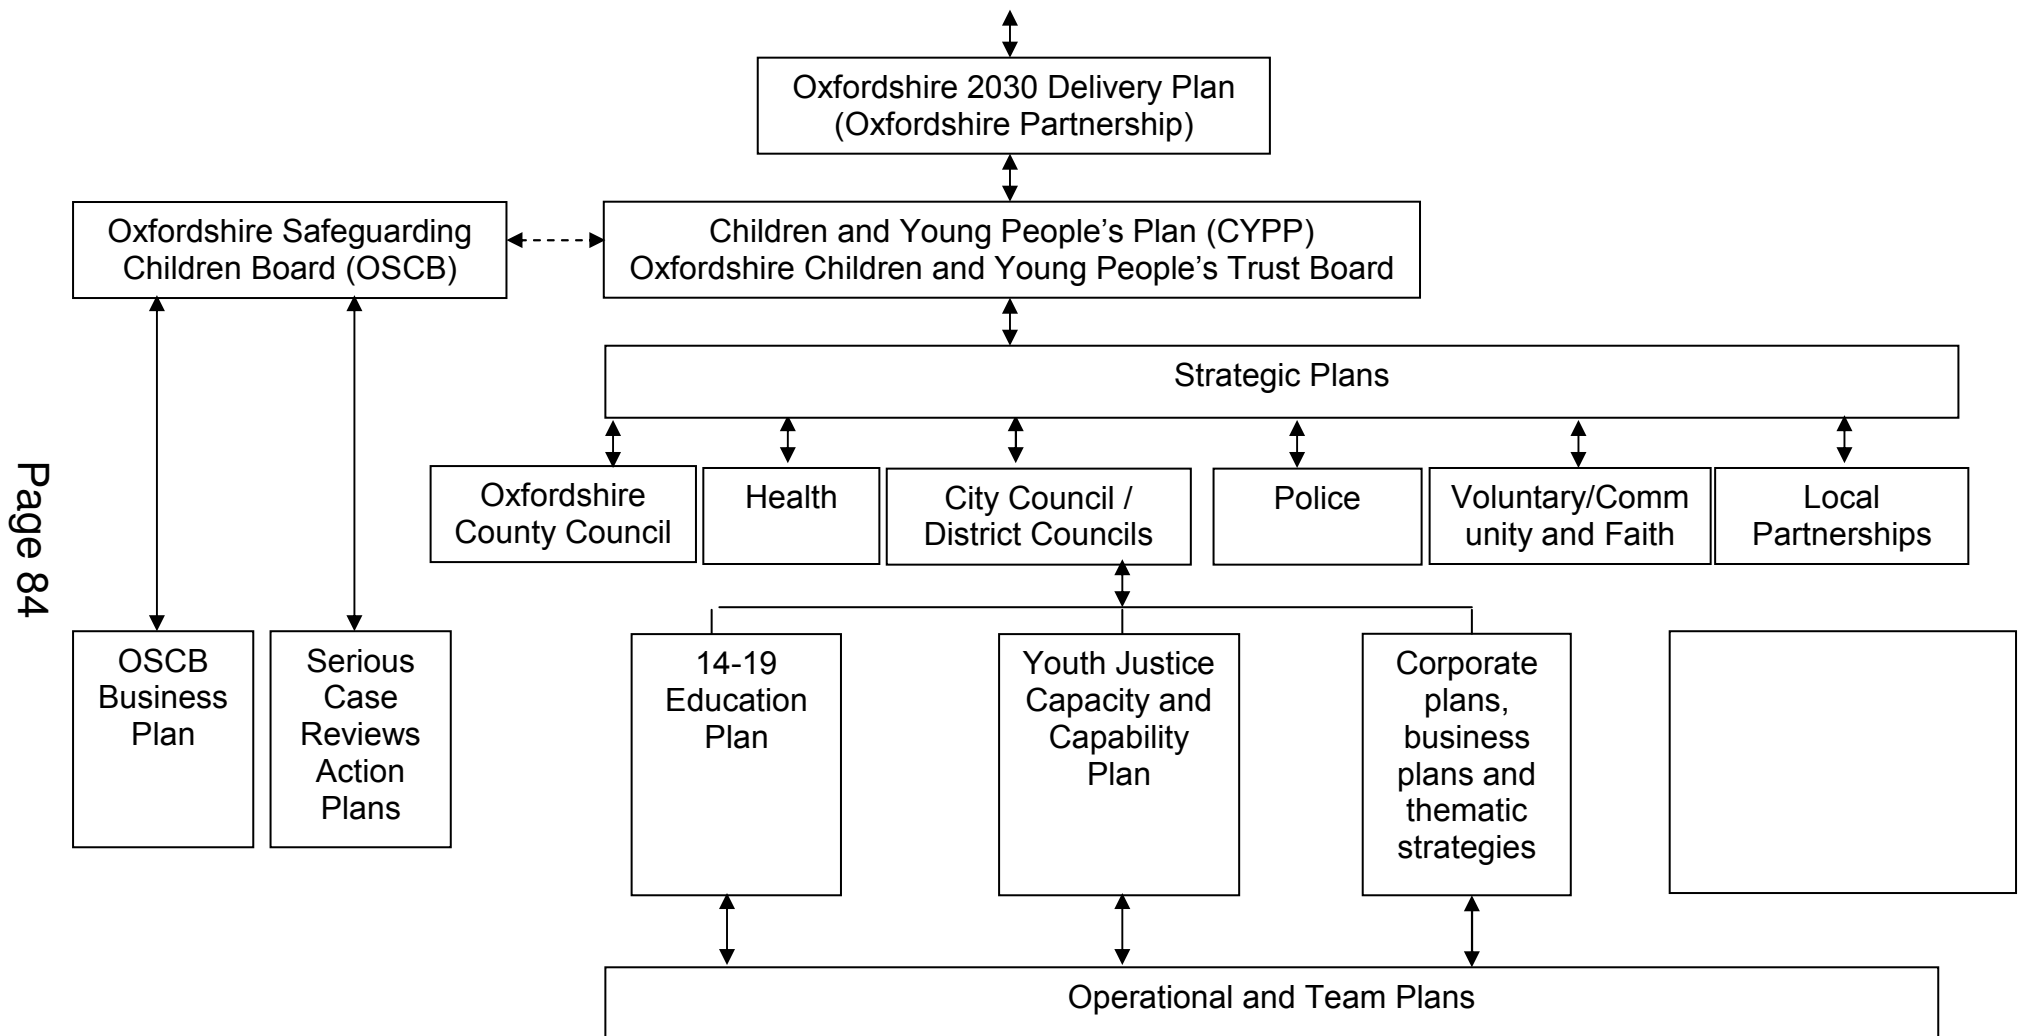 Oxfordshire 2030 Delivery Plan
(Oxfordshire Partnership)
Oxfordshire Safeguarding
Children Board (OSCB)
Children and Young People’s Plan (CYPP)
Oxfordshire Children and Young People’s Trust Board
Strategic Plans
Oxfordshire
County Council
Health
City Council /
District Councils
Police
Voluntary/Comm
unity and Faith
Local
Partnerships
OSCB
Business
Plan
Serious
Case
Reviews
Action
Plans
14-19
Education
Plan
Youth Justice
Capacity and
Capability
Plan
Corporate
plans,
business
plans and
thematic
strategies
Operational and Team Plans
Page 84